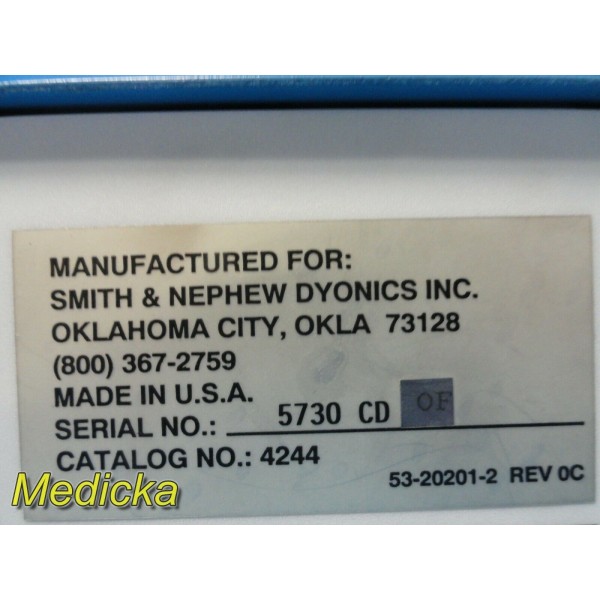 MANUFACTURED FOR:
SMITH & NEPHEW DYONICS INC.
OKLAHOMA CITY, OKLA 73128
(800) 367-2759
MADE IN U.S.A.
SERIAL NO.: 5730 CD OF
CATALOG NO.: 4244
53-20201-2 REV 0C
Medicka